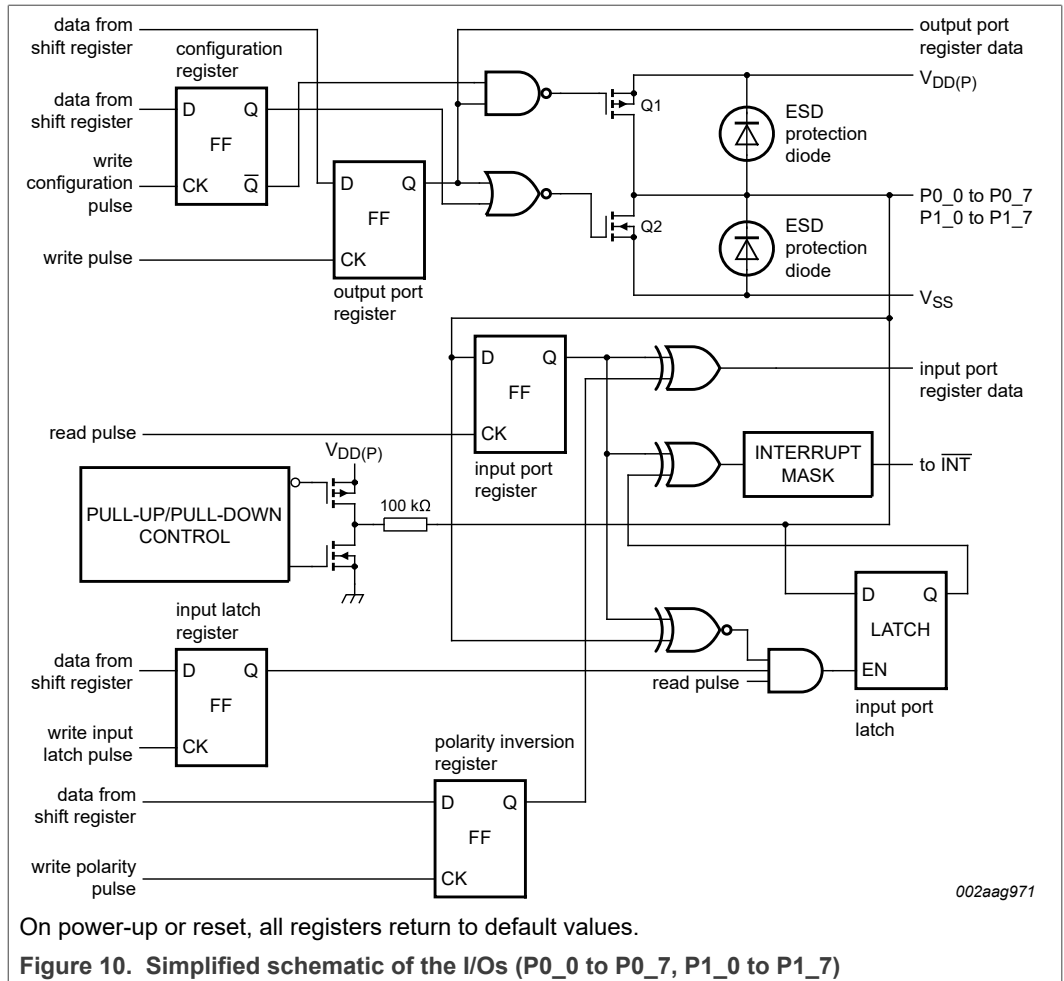 data from
shift register
configuration
register
data from
shift register
write
configuration
pulse
D Q
FF
CK Q
D Q
FF
CK
write pulse
output port
register
Q1
Q2
ESD
protection
diode
ESD
protection
diode
output port
register data
VDD(P)
P0_0 to P0_7
P1_0 to P1_7
VSS
D Q
FF
CK
read pulse
input port
register
input port
register data
INTERRUPT
MASK
to INT
VDD(P)
PULL-UP/PULL-DOWN
CONTROL
100 kΩ
D Q
LATCH
EN
input port
latch
read pulse
input latch
register
data from
shift register
D Q
FF
CK
write input
latch pulse
polarity inversion
register
data from
shift register
D Q
FF
CK
write polarity
pulse
002aag971
On power-up or reset, all registers return to default values.
Figure 10. Simplified schematic of the I/Os (P0_0 to P0_7, P1_0 to P1_7)